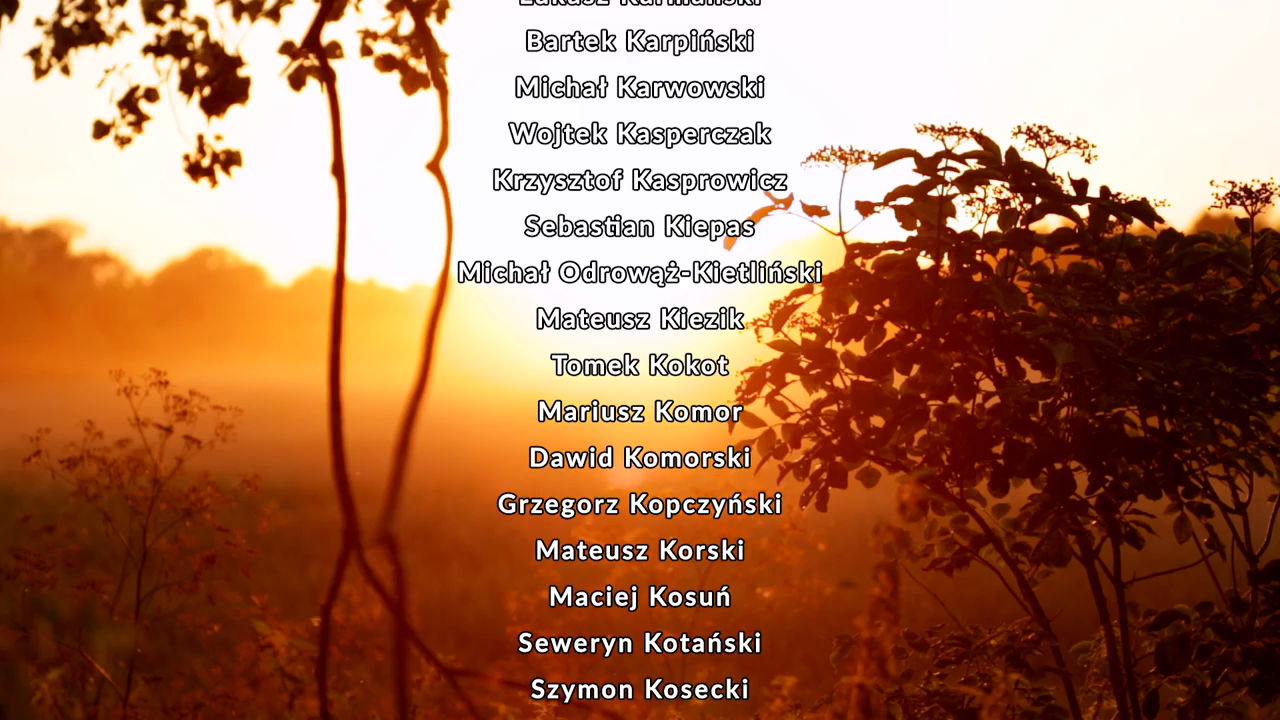 Bartek Karpiński
Michał Karwowski
Wojtek Kasperczak
Krzysztof Kasprowicz
Sebastian Kiepas
Michał Odrowąż-Kietliński
Mateusz Kiezik
Tomek Kokot
Mariusz Komor
Dawid Komorski
Grzegorz Kopczyński
Mateusz Korski
Maciej Kosuń
Seweryn Kotański
Szymon Kosecki